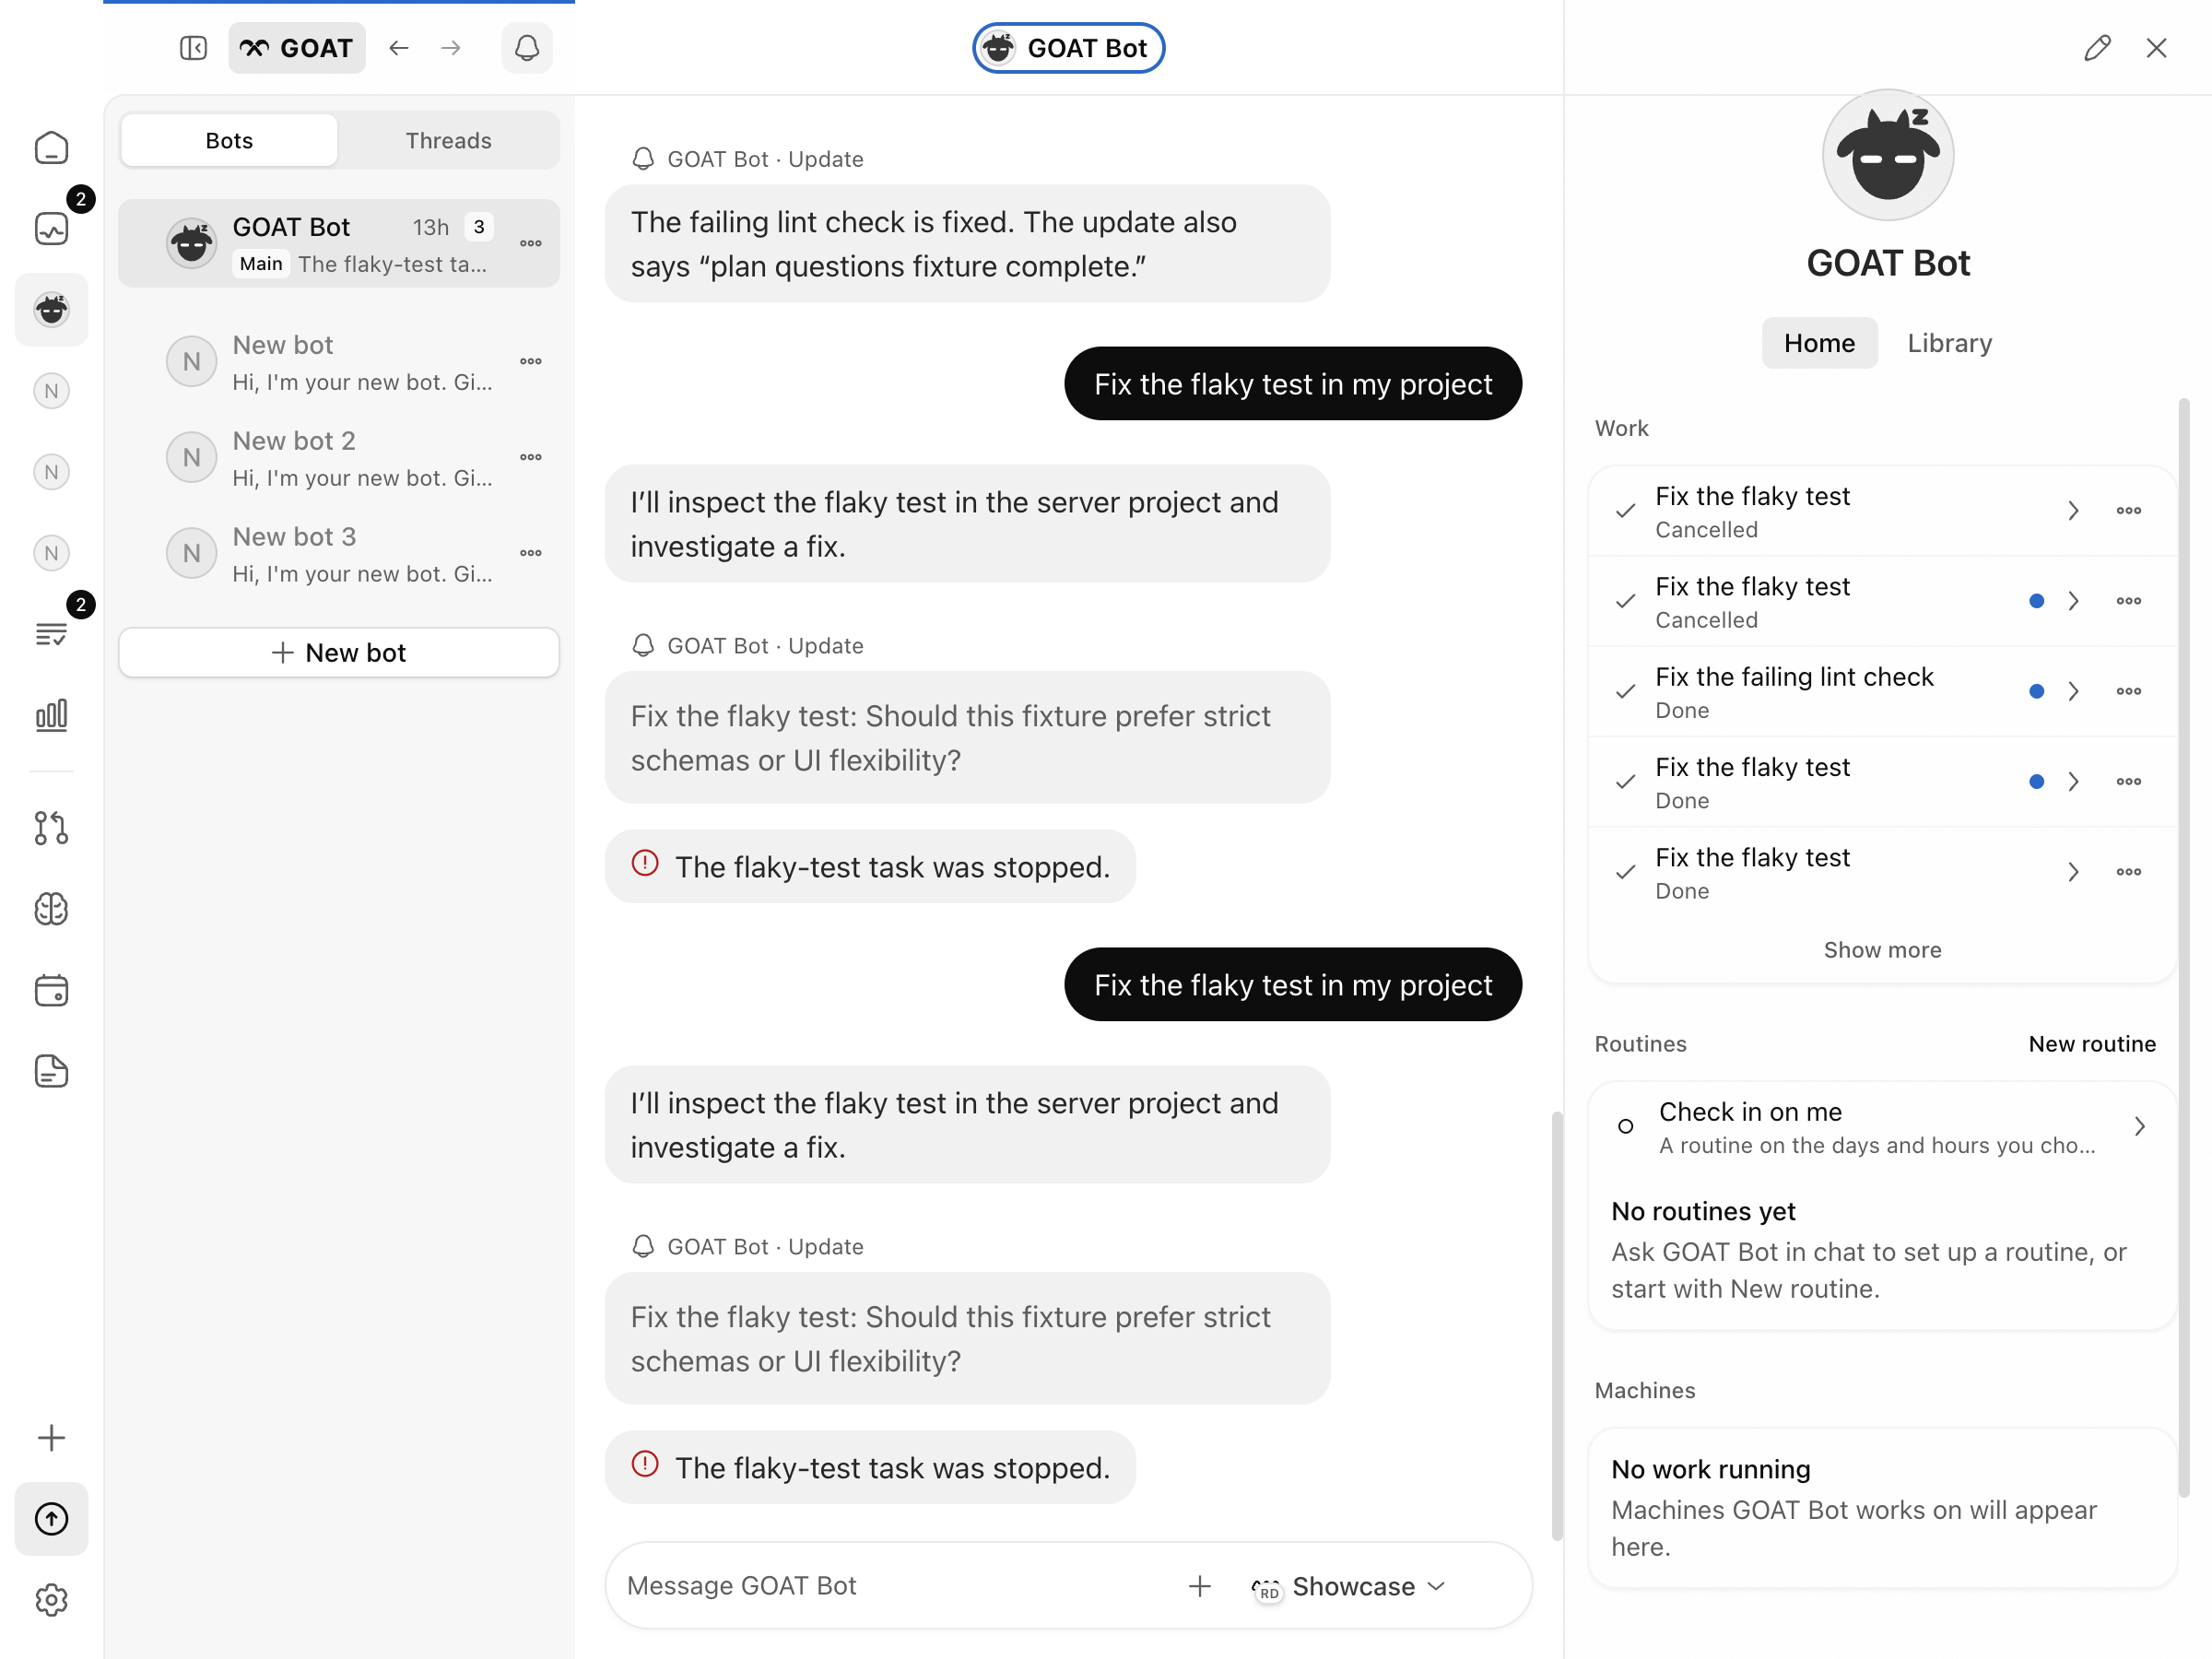 GOAT
GOAT Bot
Bots
Threads
2
GOAT Bot
13h
3
Main
The flaky-test ta...
New bot
Hi, I'm your new bot. Gi...
New bot 2
Hi, I'm your new bot. Gi...
New bot 3
Hi, I'm your new bot. Gi...
N
N
N
N
N
N
2
New bot
GOAT Bot · Update
The failing lint check is fixed. The update also
says “plan questions fixture complete.”
Fix the flaky test in my project
I’ll inspect the flaky test in the server project and
investigate a fix.
GOAT Bot · Update
Fix the flaky test: Should this fixture prefer strict
schemas or UI flexibility?
The flaky-test task was stopped.
Fix the flaky test in my project
I’ll inspect the flaky test in the server project and
investigate a fix.
GOAT Bot · Update
Fix the flaky test: Should this fixture prefer strict
schemas or UI flexibility?
The flaky-test task was stopped.
Message GOAT Bot
RD
Showcase
z
GOAT Bot
Home
Library
Work
Fix the flaky test
Cancelled
Fix the flaky test
Cancelled
Fix the failing lint check
Done
Fix the flaky test
Done
Fix the flaky test
Done
Show more
Routines
New routine
Check in on me
A routine on the days and hours you cho...
No routines yet
Ask GOAT Bot in chat to set up a routine, or
start with New routine.
Machines
No work running
Machines GOAT Bot works on will appear
here.